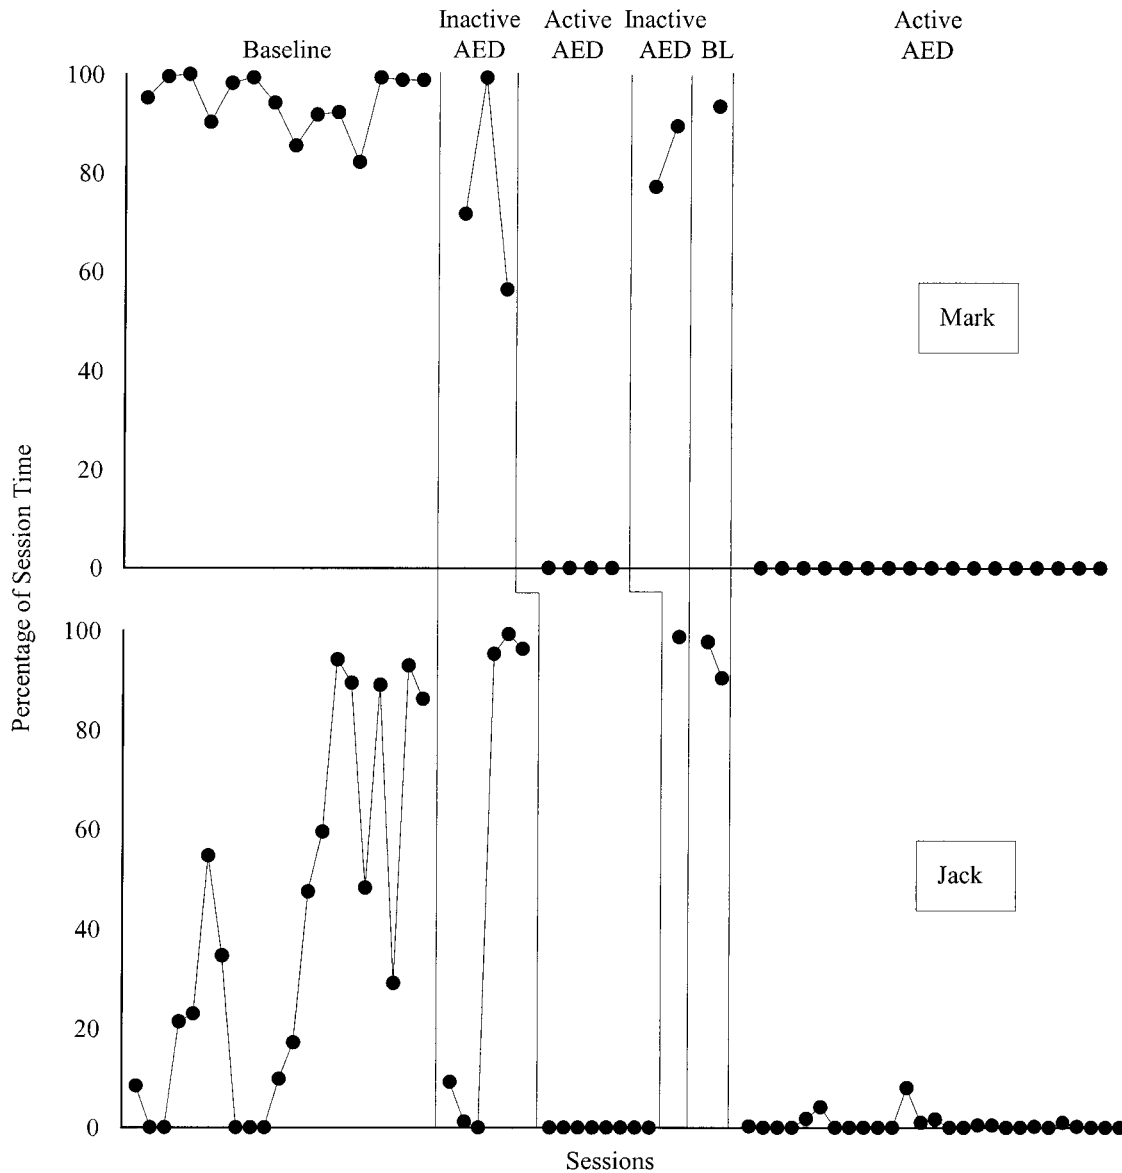 Inactive Active Inactive Active
Baseline AED AED AED BL AED
100
80
60
40
20
0
Mark
Percentage of Session Time
100
80
60
40
20
0
Jack
Sessions